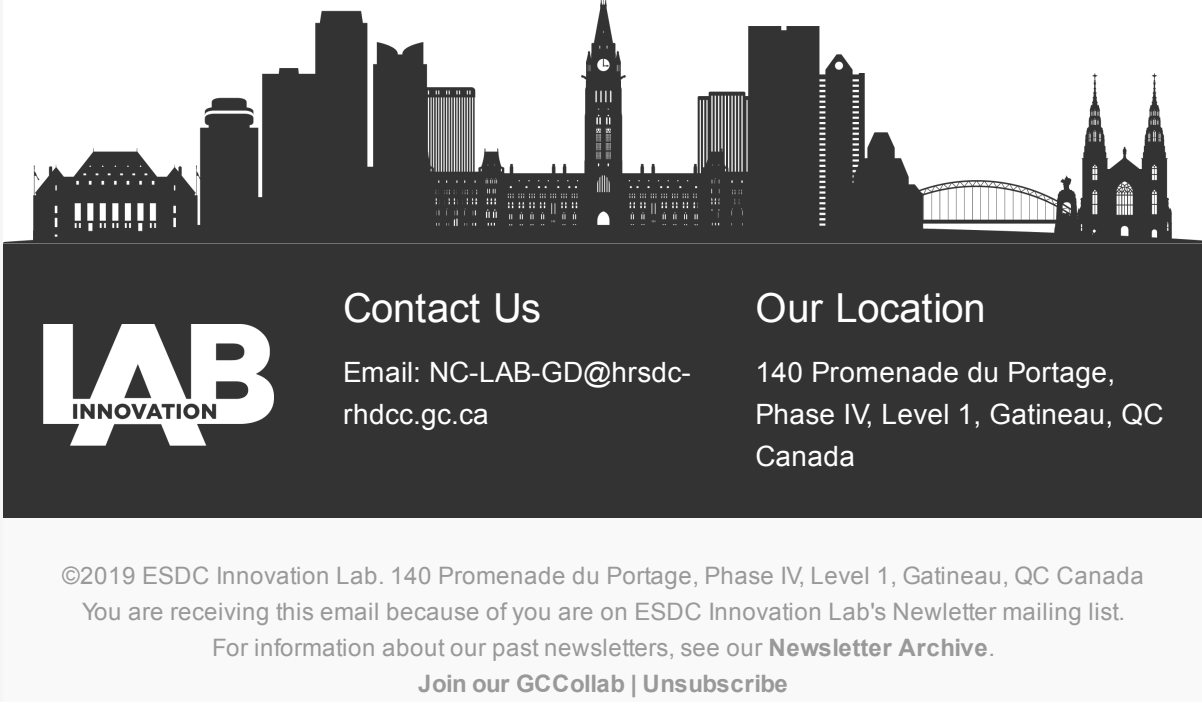 LAB
INNOVATION
Contact Us
Email: NC-LAB-GD@hrsdc-
rhdcc.gc.ca
Our Location
140 Promenade du Portage,
Phase IV, Level 1, Gatineau, QC
Canada
©2019 ESDC Innovation Lab. 140 Promenade du Portage, Phase IV, Level 1, Gatineau, QC Canada
You are receiving this email because of you are on ESDC Innovation Lab's Newletter mailing list.
For information about our past newsletters, see our Newsletter Archive.
Join our GCCollab | Unsubscribe